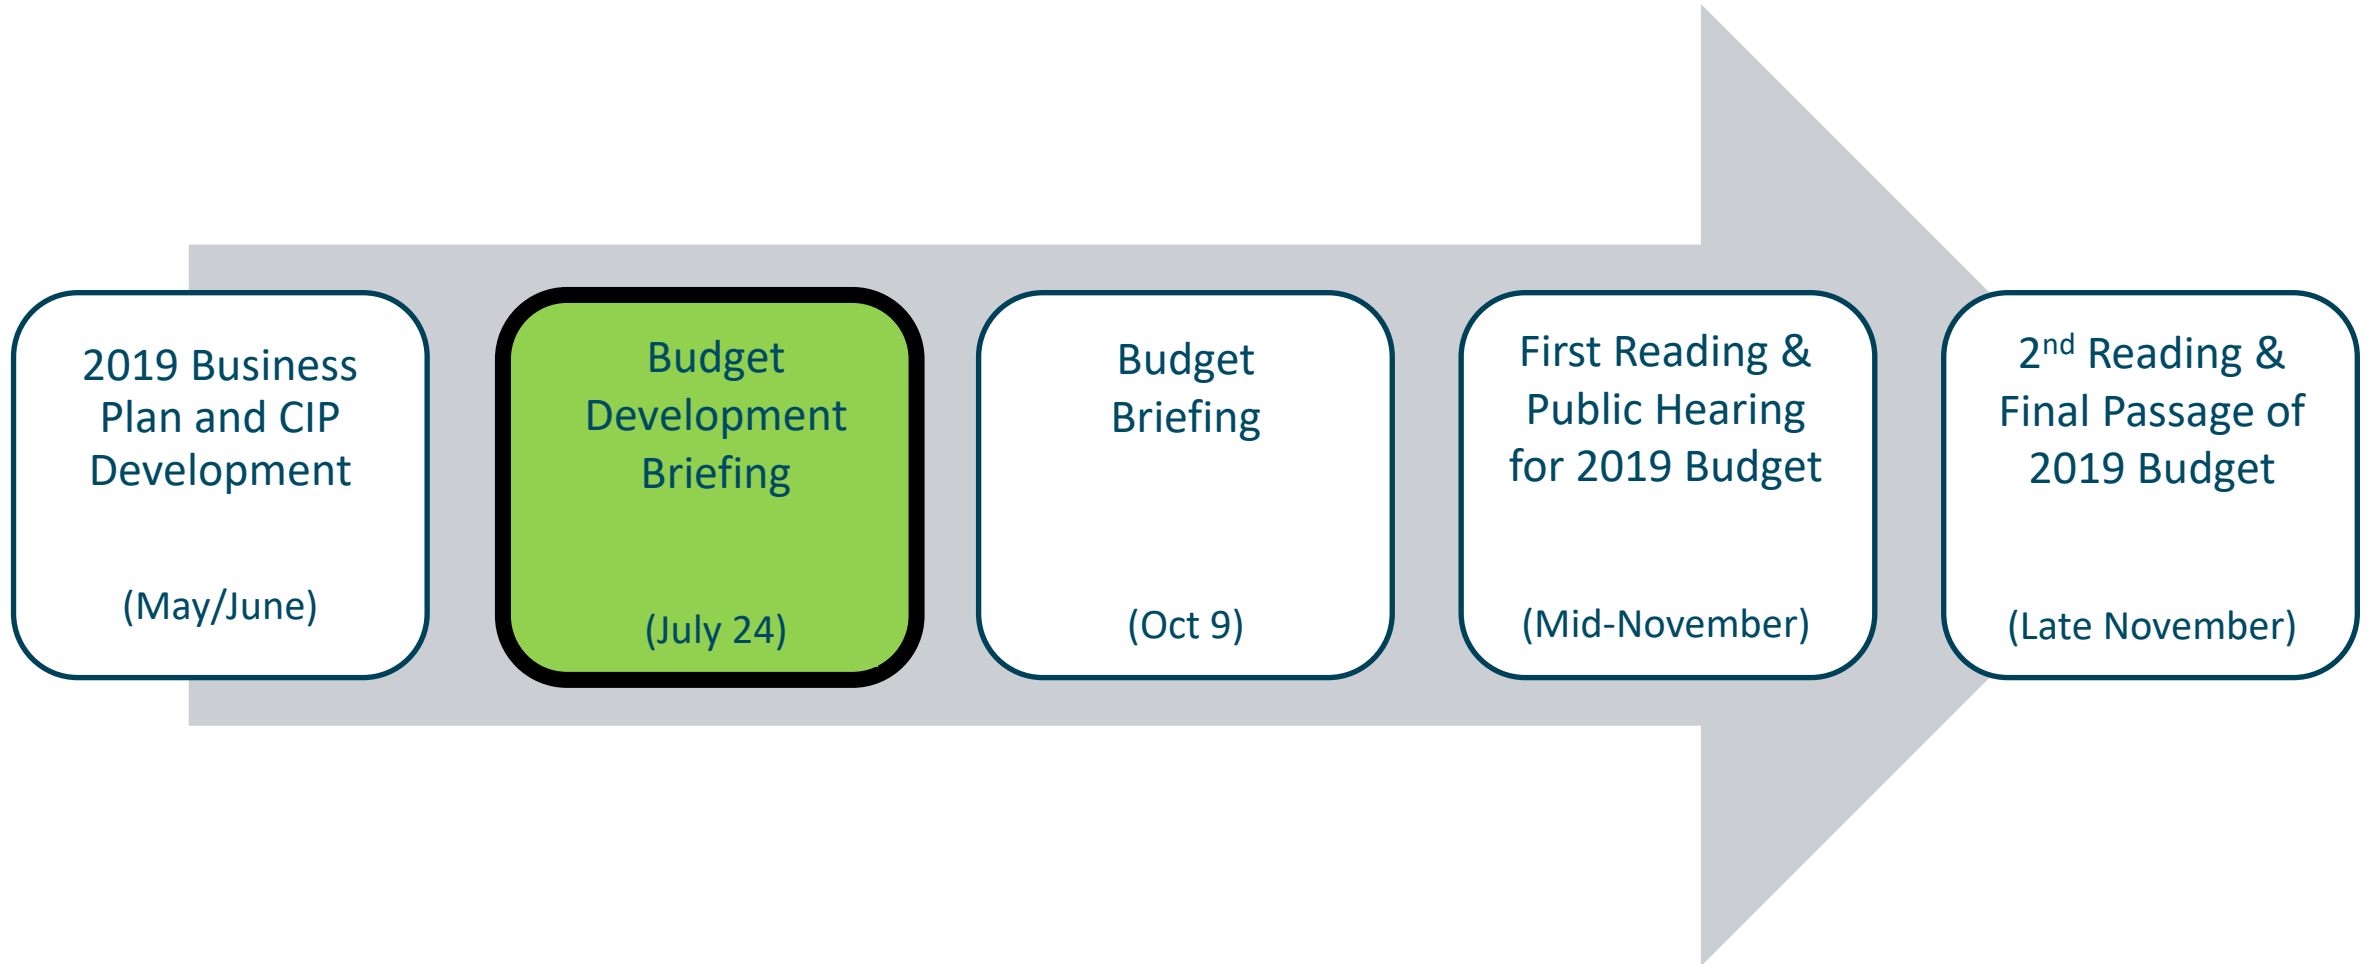 2019 Business
Plan and CIP
Development
(May/June)
Budget
Development
Briefing
(July 24)
Budget
Briefing
(Oct 9)
First Reading &
Public Hearing
for 2019 Budget
(Mid-November)
2nd Reading &
Final Passage of
2019 Budget
(Late November)